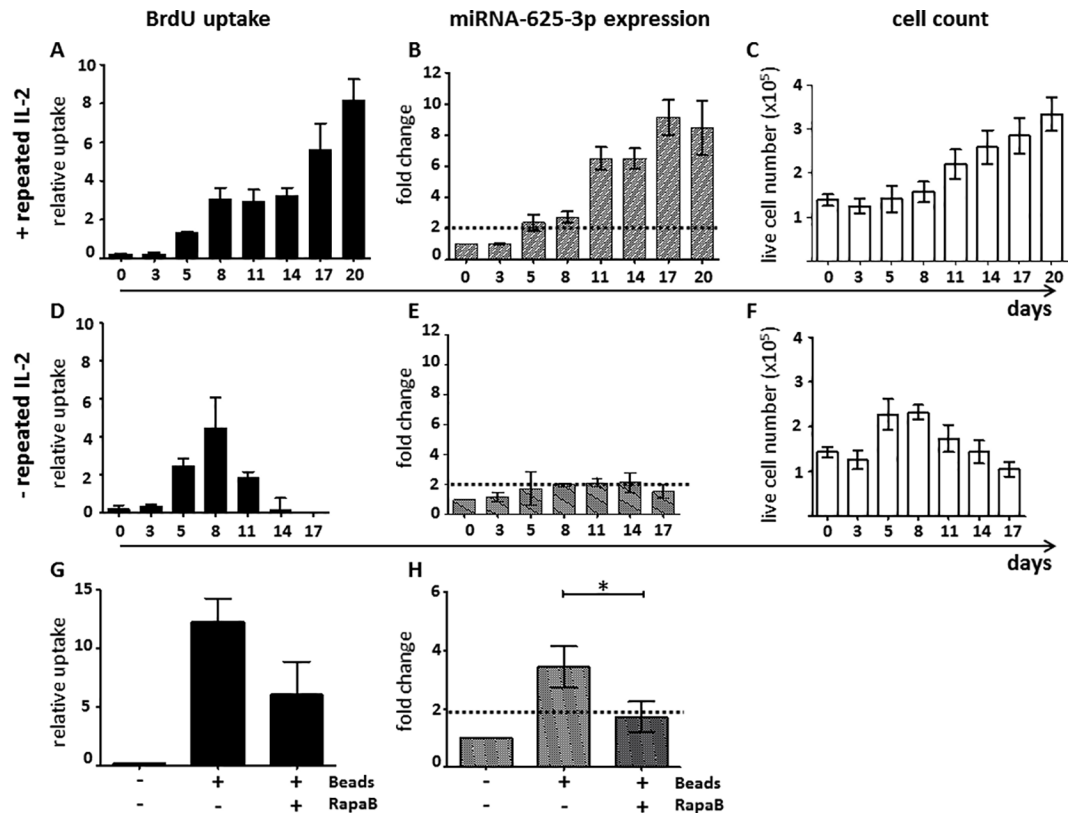 BrdU uptake
miRNA-625-3p expression
cell count
+ repeated IL-2
A
relative uptake
10
8
6
4
2
0
0 3 5 8 11 14 17 20
B
fold change
12
10
8
6
4
2
0
0 3 5 8 11 14 17 20
C
live cell number (x10⁵)
4
3
2
1
0 3 5 8 11 14 17 20
days
- repeated IL-2
D
relative uptake
10
8
6
4
2
0
0 3 5 8 11 14 17
E
fold change
12
10
8
6
4
2
0
0 3 5 8 11 14 17
F
live cell number (x10⁵)
4
3
2
1
0 3 5 8 11 14 17
days
G
relative uptake
15
10
5
0
- + + Beads
- - + RapaB
H
fold change
6
4
2
0
*
- + + Beads
- - + RapaB